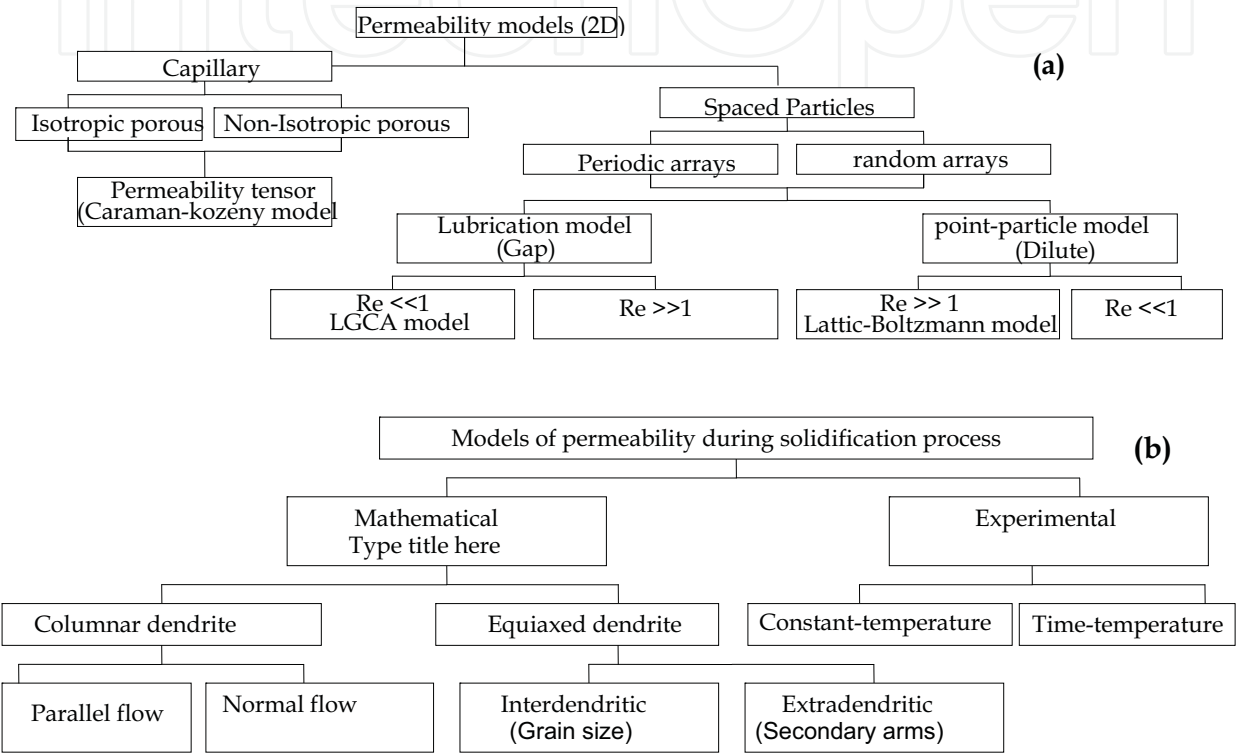 IntechOpen
Permeability models (2D)
(a)
Capillary
Spaced Particles
Isotropic porous
Non-Isotropic porous
Periodic arrays
random arrays
Permeability tensor
(Caraman-kozeny model
Lubrication model
(Gap)
point-particle model
(Dilute)
Re <<1
LGCA model
Re >>1
Re >> 1
Lattic-Boltzmann model
Re <<1
Models of permeability during solidification process
(b)
Mathematical
Type title here
Experimental
Columnar dendrite
Equiaxed dendrite
Constant-temperature
Time-temperature
Parallel flow
Normal flow
Interdendritic
(Grain size)
Extradendritic
(Secondary arms)